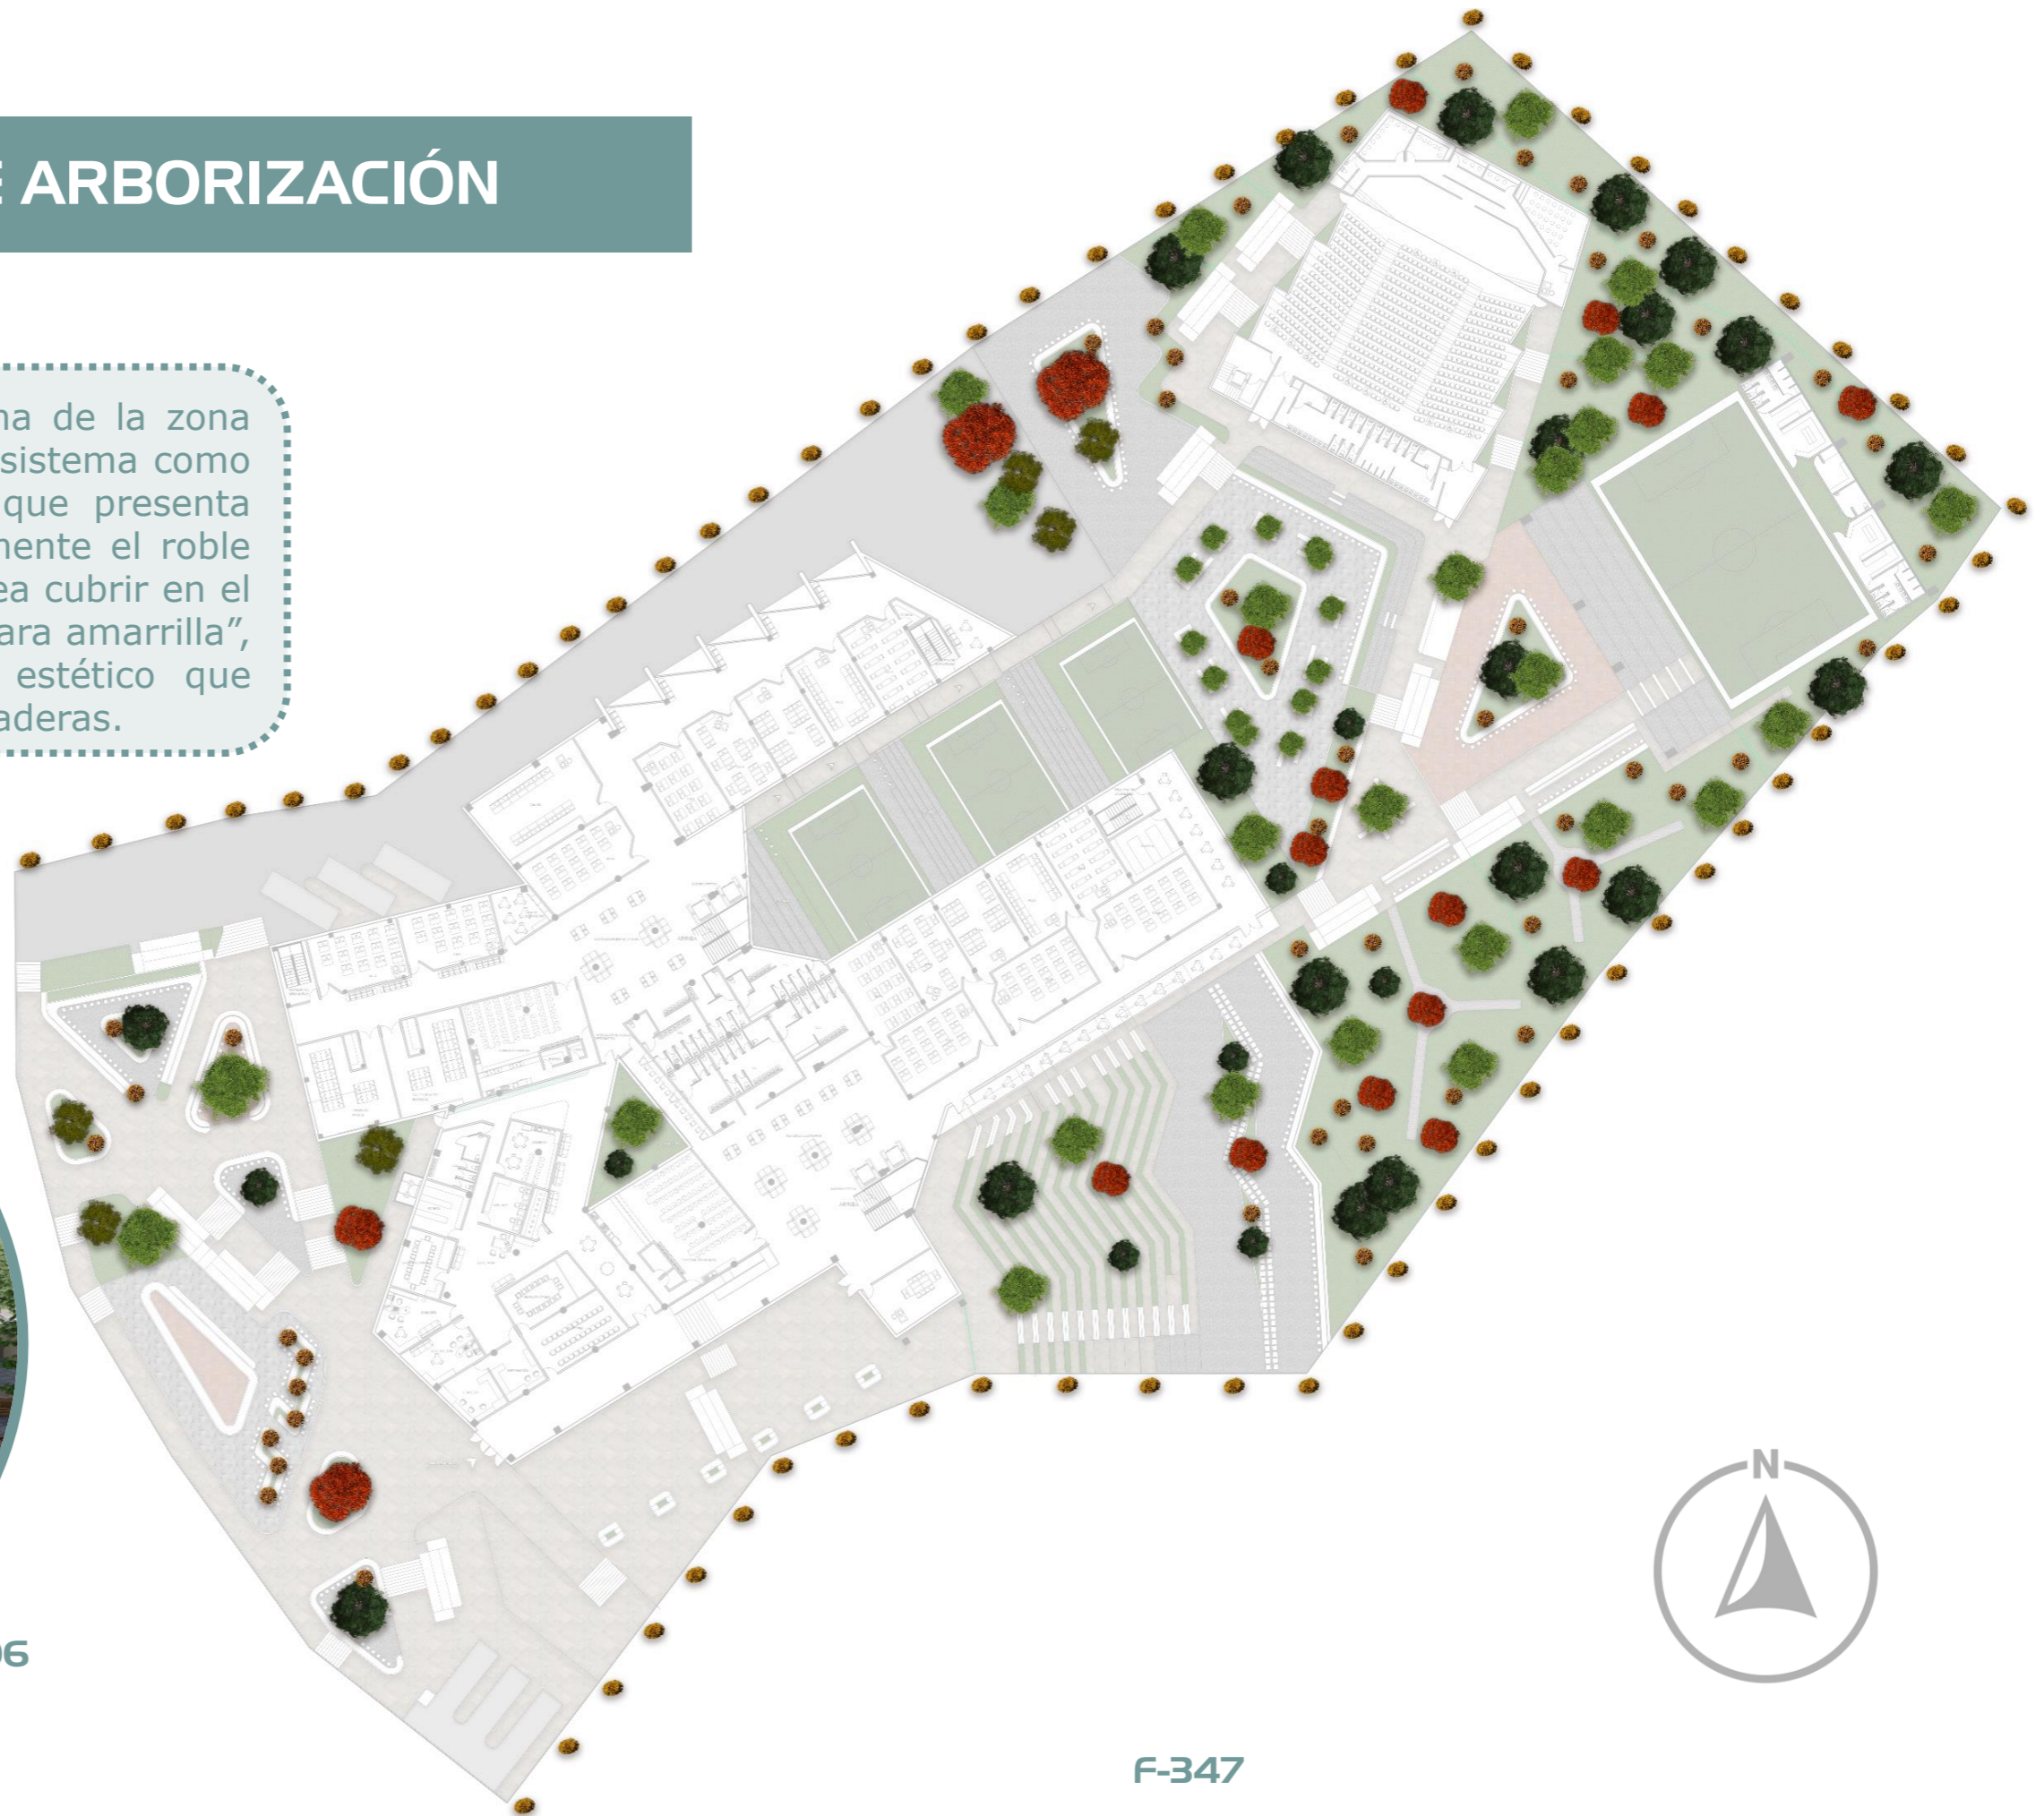 E ARBORIZACIÓN
na de la zona
sistema como
que presenta
mente el roble
ea cubrir en el
ara amarrilla”,
estético que
aderas.
06
N
F-347